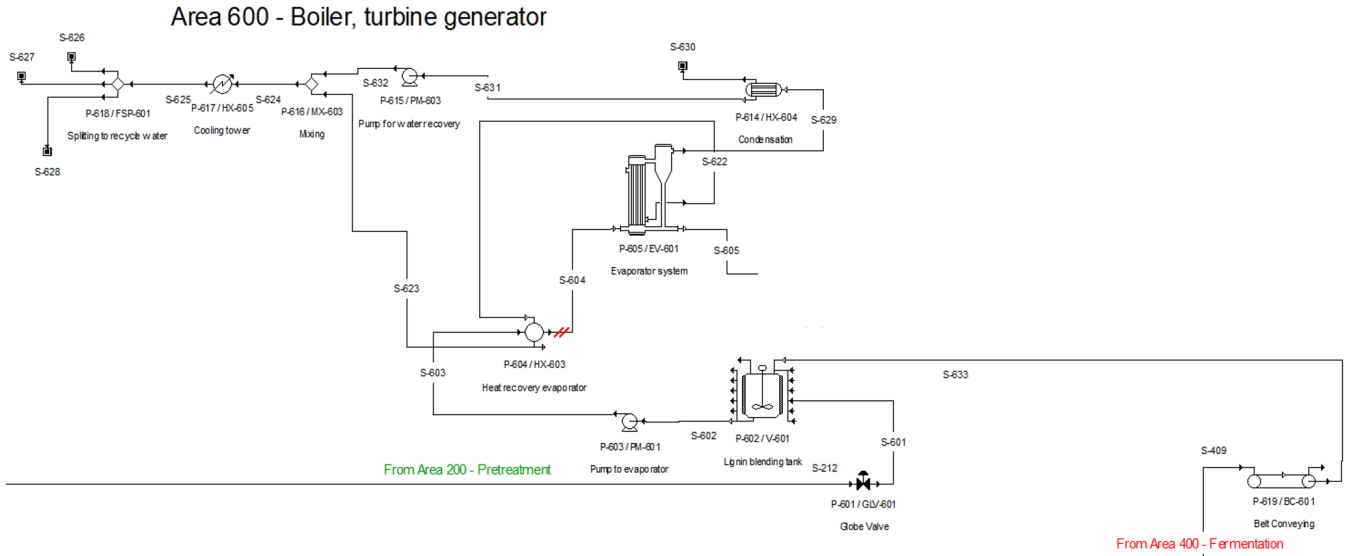 Area 600 - Boiler, turbine generator
S-626
S-627
S-630
S-632
S-631
S-625
S-624
P-615 / PM-603
P-617 / HX-605
P-618 / FSP-601
P-616 / MX-603
P-614 / HX-604
S-629
Pump for water recovery
Cooling tower
Splitting to recycle water
Mixing
Condensation
S-622
S-628
P-605 / EV-601
S-605
Evaporator system
S-604
S-623
P-604 / HX-603
S-603
S-633
Heat recovery evaporator
S-602
P-602 / V-601
S-601
P-603 / PM-601
S-409
Lignin blending tank
From Area 200 - Pretreatment
Pump to evaporator
S-212
P-601 / GLV-601
P-619 / BC-601
Globe Valve
Belt Conveying
From Area 400 - Fermentation